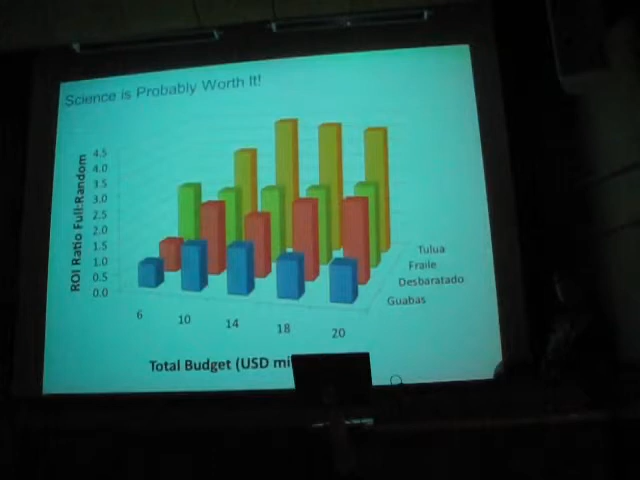 Science is Probably Worth It!
ROI Ratio Full:Random
4.5
4.0
3.5
3.0
2.5
2.0
1.5
1.0
0.5
0.0
6
10
14
18
20
Tulua
Fraile
Desbaratado
Guabas
Total Budget (USD mi